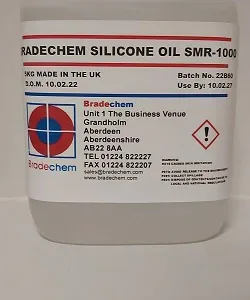 RADECHEM SILICONE OIL SMR-1000
5KG MADE IN THE UK
Batch No. 22B80
D.O.M. 10.02.22
Use By: 10.02.27
Bradechem
Unit 1 The Business Venue
Grandholm
Aberdeen
Aberdeenshire
AB22 8AA
TEL 01224 822227
FAX 01224 822207
sales@bradechem.com
www.bradechem.com
Bradechem